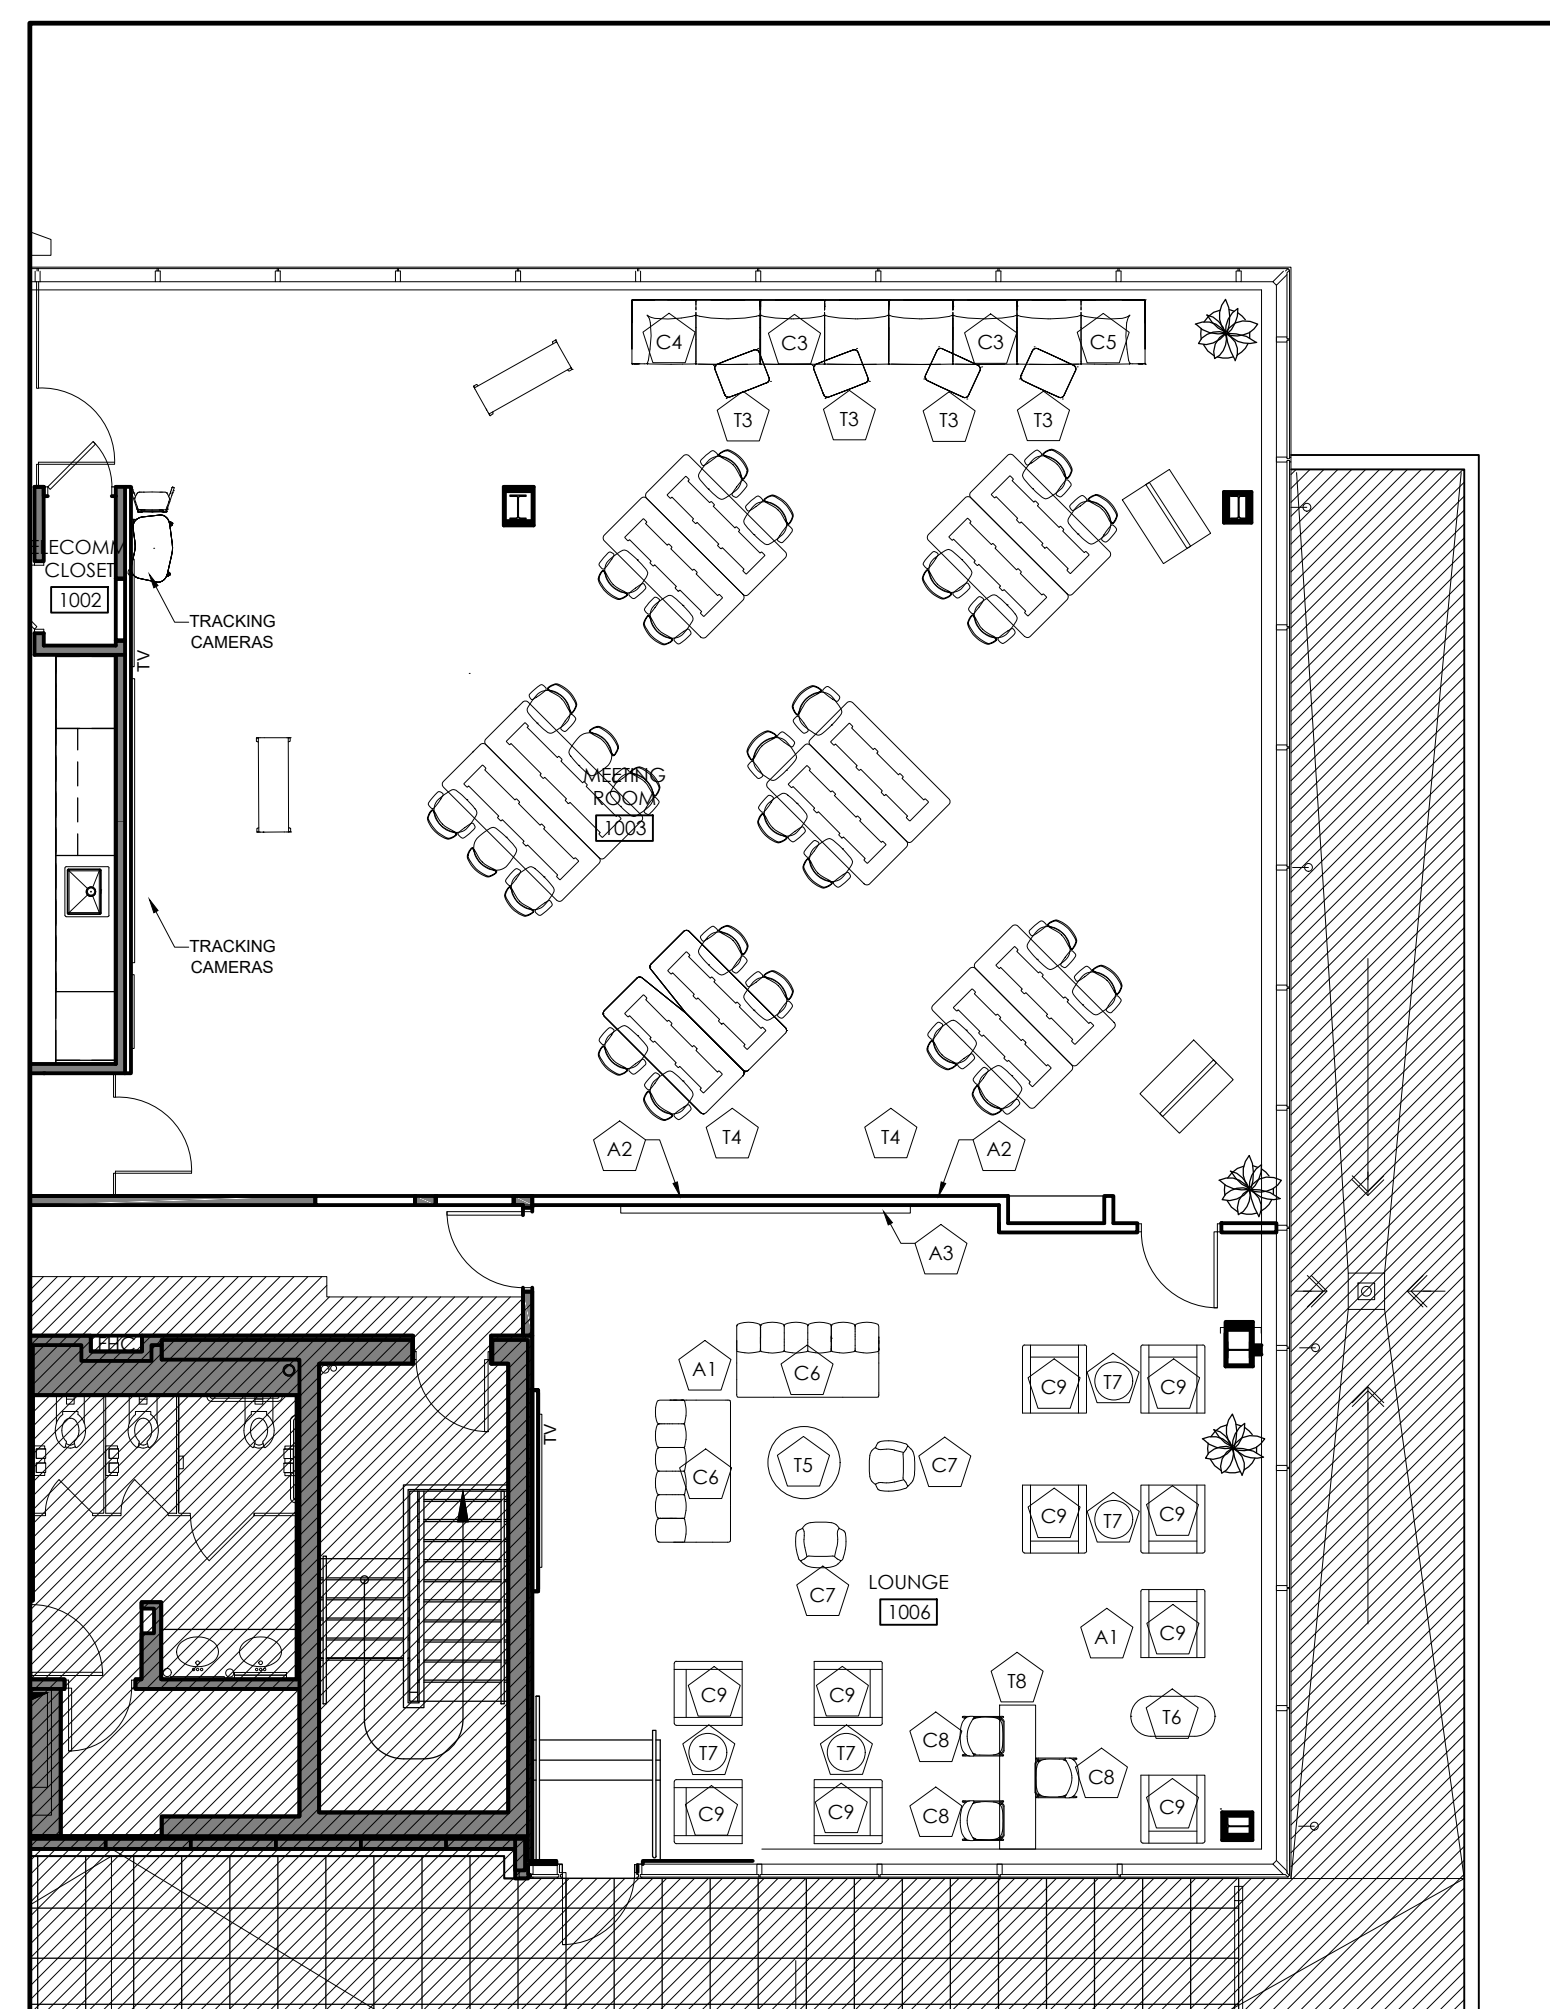 C4
C3
C3
C5
T3
T3
T3
T3
ELECOMM
CLOSET
1002
TRACKING
CAMERAS
TV
MEETING
ROOM
1003
TRACKING
CAMERAS
A2
T4
T4
A2
A3
FHC
A1
C6
C9
T7
C9
TV
C6
T5
C7
C9
T7
C9
C7
LOUNGE
1006
A1
C9
T8
C9
C9
T6
C8
T7
T7
C8
C9
C9
C8
C9